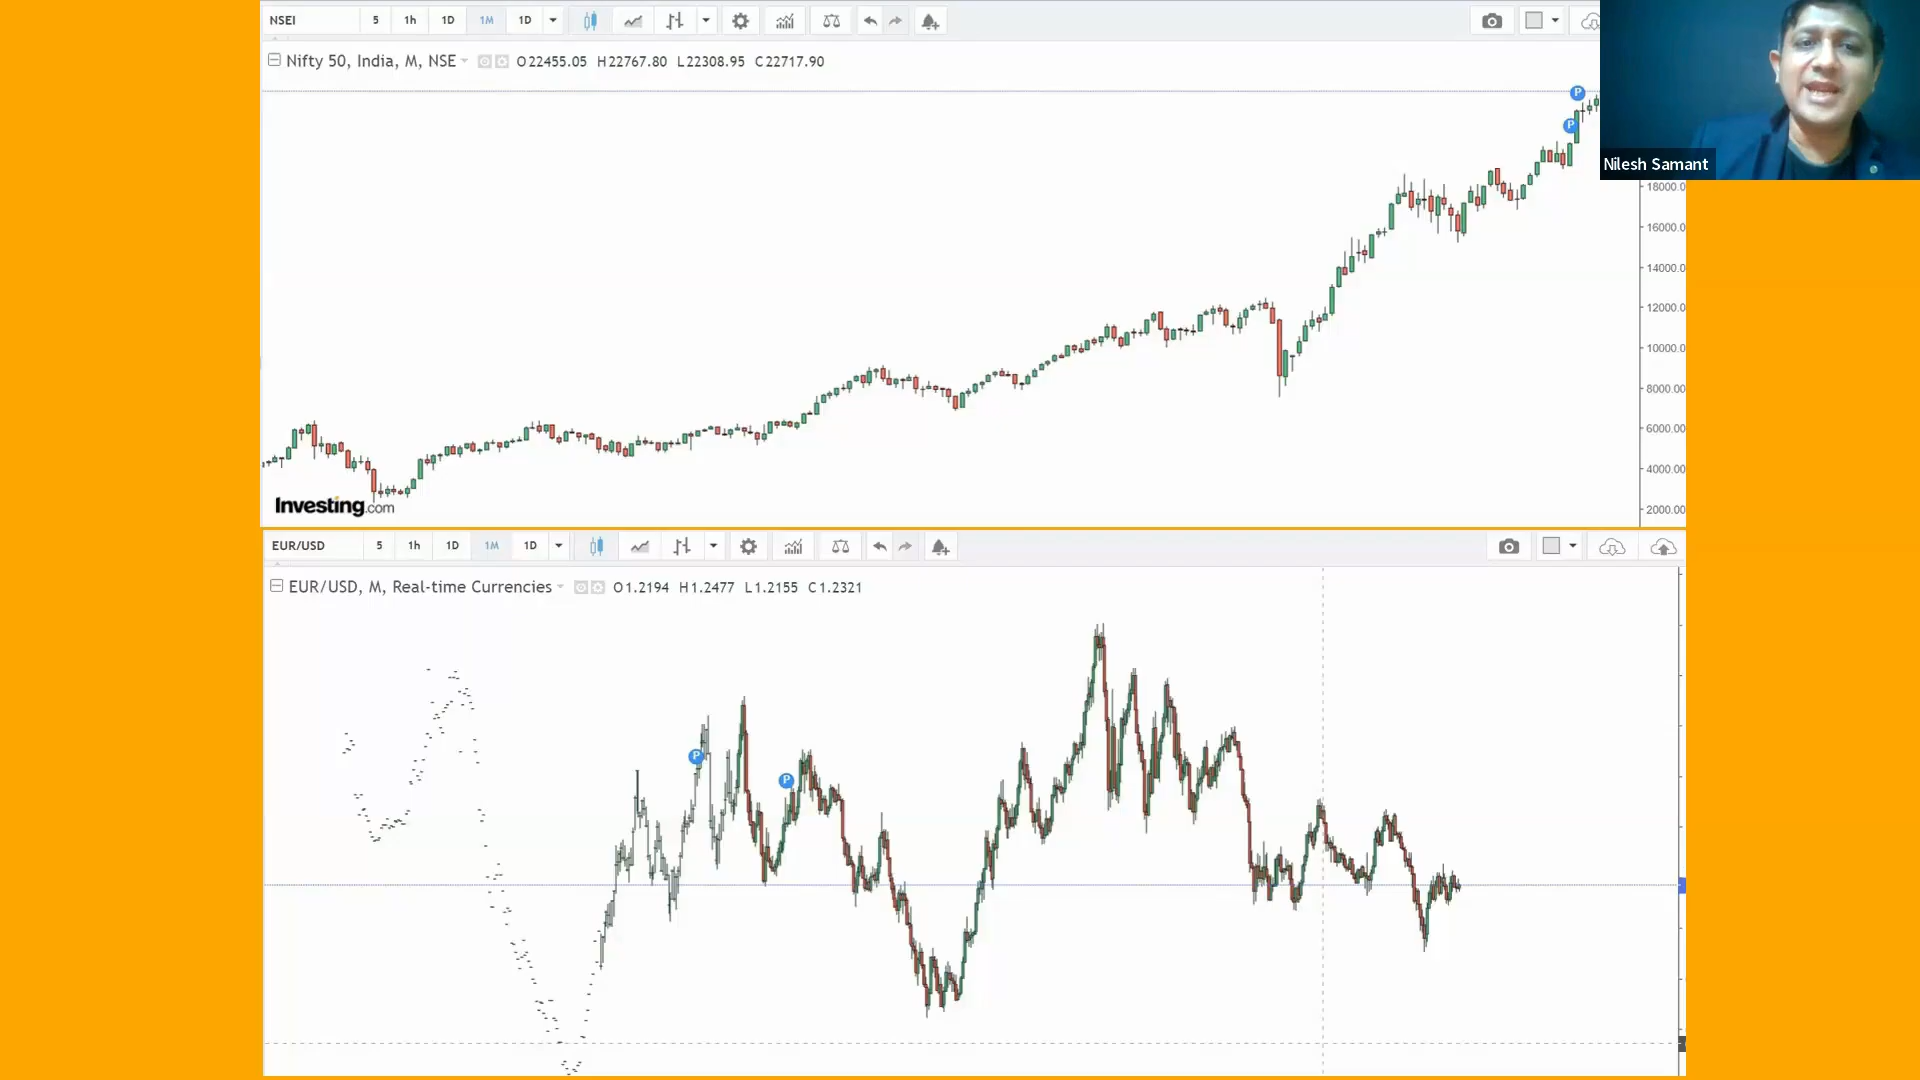 NSEI 5 1h 1D 1M 1D
Nifty 50, India, M, NSE O22455.05 H22767.80 L22308.95 C22717.90
P
P
Nilesh Samant
18000.0
16000.0
14000.0
12000.0
10000.0
8000.00
6000.00
4000.00
2000.00
Investing.com
EUR/USD 5 1h 1D 1M 1D
EUR/USD, M, Real-time Currencies O1.2194 H1.2477 L1.2155 C1.2321
P
P